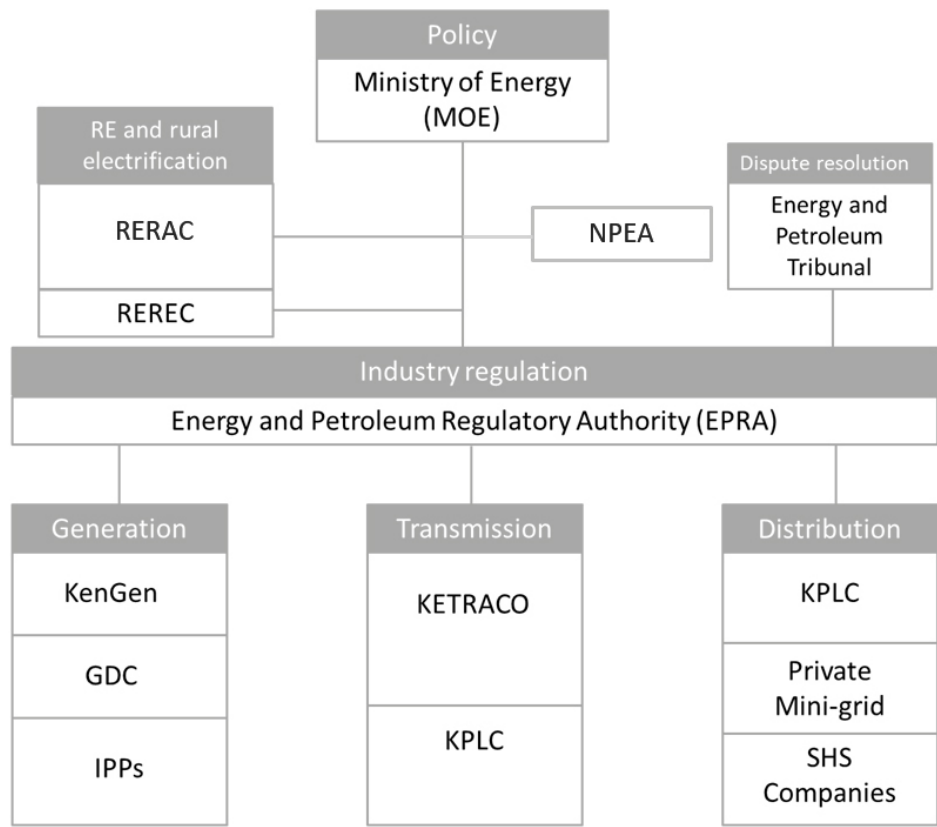 Policy
Ministry of Energy
(MOE)
RE and rural
electrification
RERAC
REREC
NPEA
Dispute resolution
Energy and
Petroleum
Tribunal
Industry regulation
Energy and Petroleum Regulatory Authority (EPRA)
Generation
KenGen
GDC
IPPs
Transmission
KETRACO
KPLC
Distribution
KPLC
Private
Mini-grid
SHS
Companies